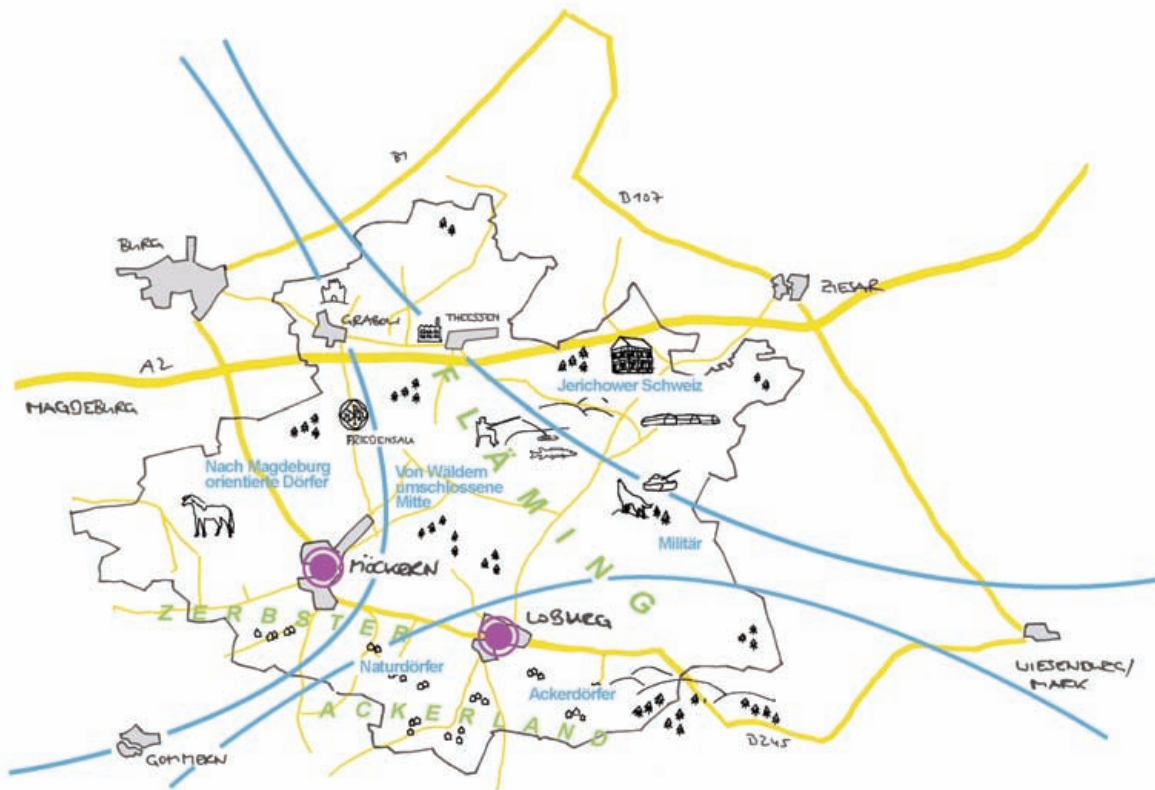 B1
B107
BURG
ZIESAR
GRABOW
THEESSEN
A2
MAGDEBURG
Jerichower Schweiz
FLÄMING
FRIEDENSAU
Nach Magdeburg
orientierte Dörfer
Von Wäldern
umschlossene
Mitte
Militär
MÖCKERN
ZERBSTER
LOBURG
WIESENBURG/
MARK
Naturdörfer
Ackerdörfer
ACKERLAND
B245
GOMMERN